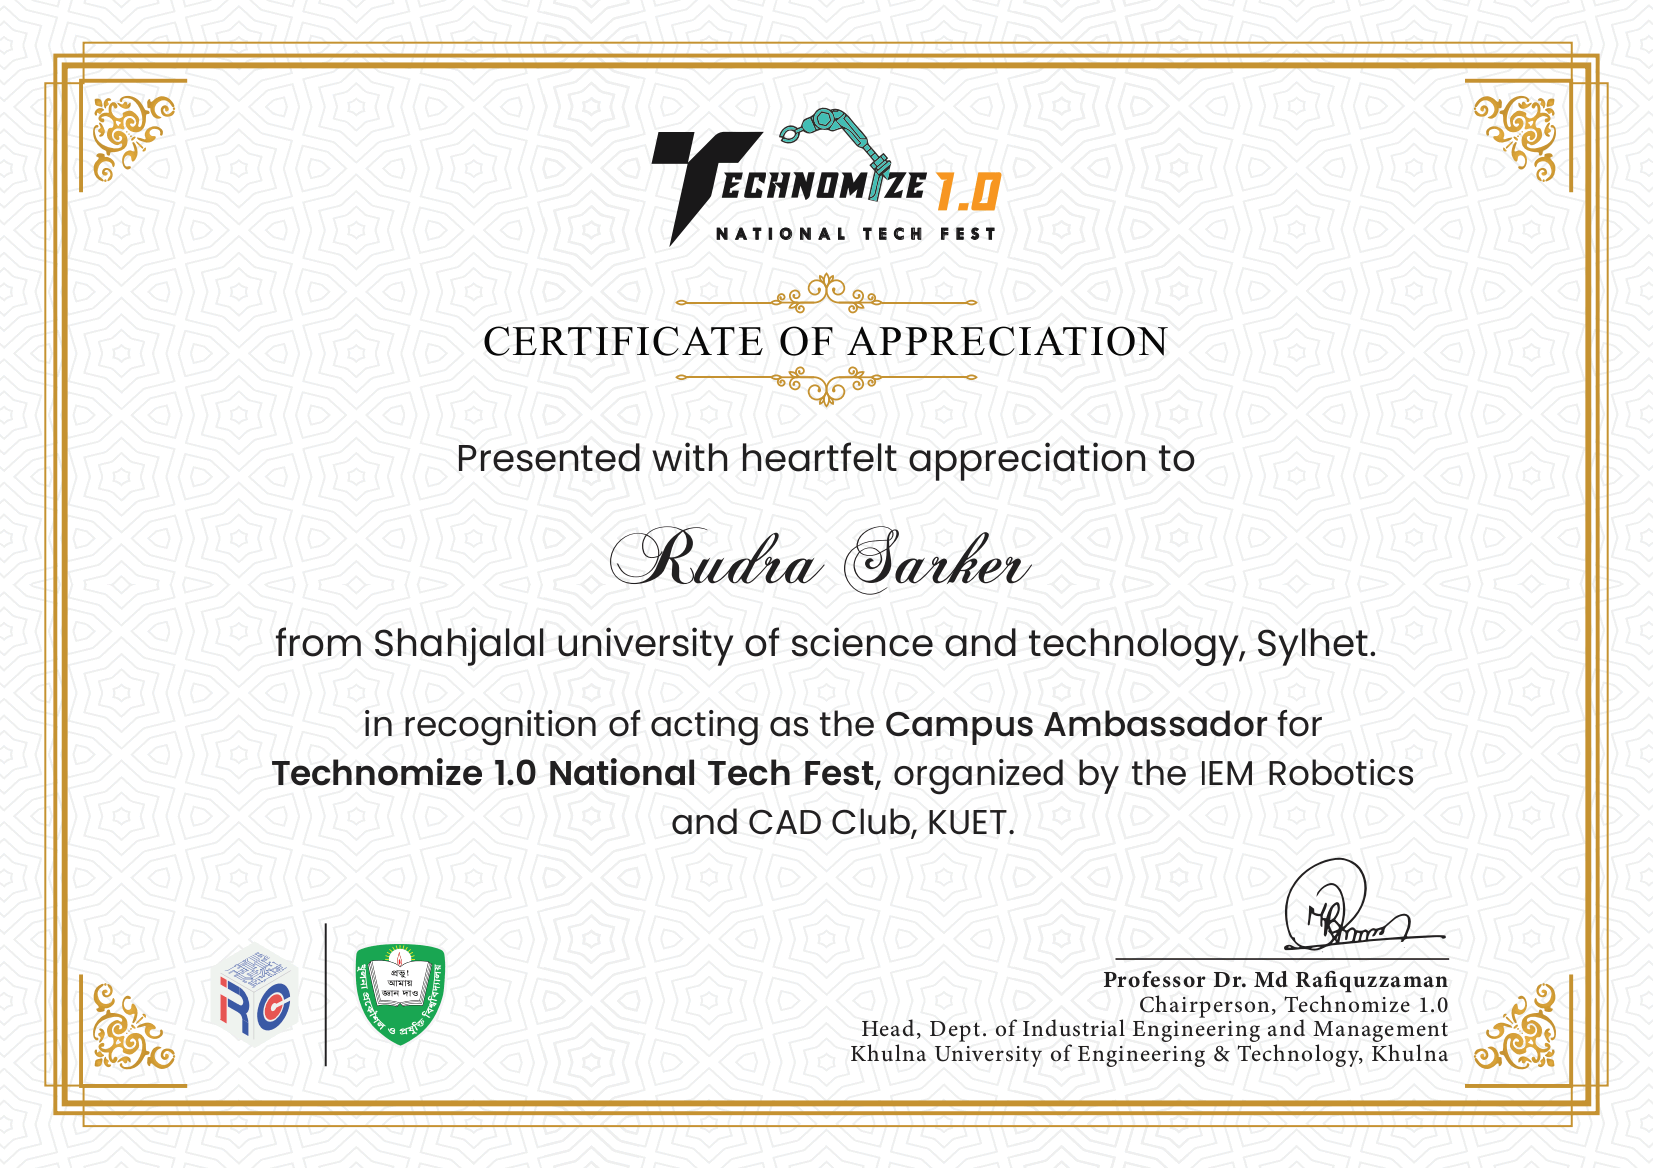 TECHNOMIZE 1.0
NATIONAL TECH FEST
CERTIFICATE OF APPRECIATION
Presented with heartfelt appreciation to
Rudra Sarker
from Shahjalal university of science and technology, Sylhet.
in recognition of acting as the Campus Ambassador for
Technomize 1.0 National Tech Fest, organized by the IEM Robotics
and CAD Club, KUET.
প্রভু!
আমায়
জ্ঞান দাও
খুলনা প্রকৌশল ও প্রযুক্তি বিশ্ববিদ্যালয়
Professor Dr. Md Rafiquzzaman
Chairperson, Technomize 1.0
Head, Dept. of Industrial Engineering and Management
Khulna University of Engineering & Technology, Khulna